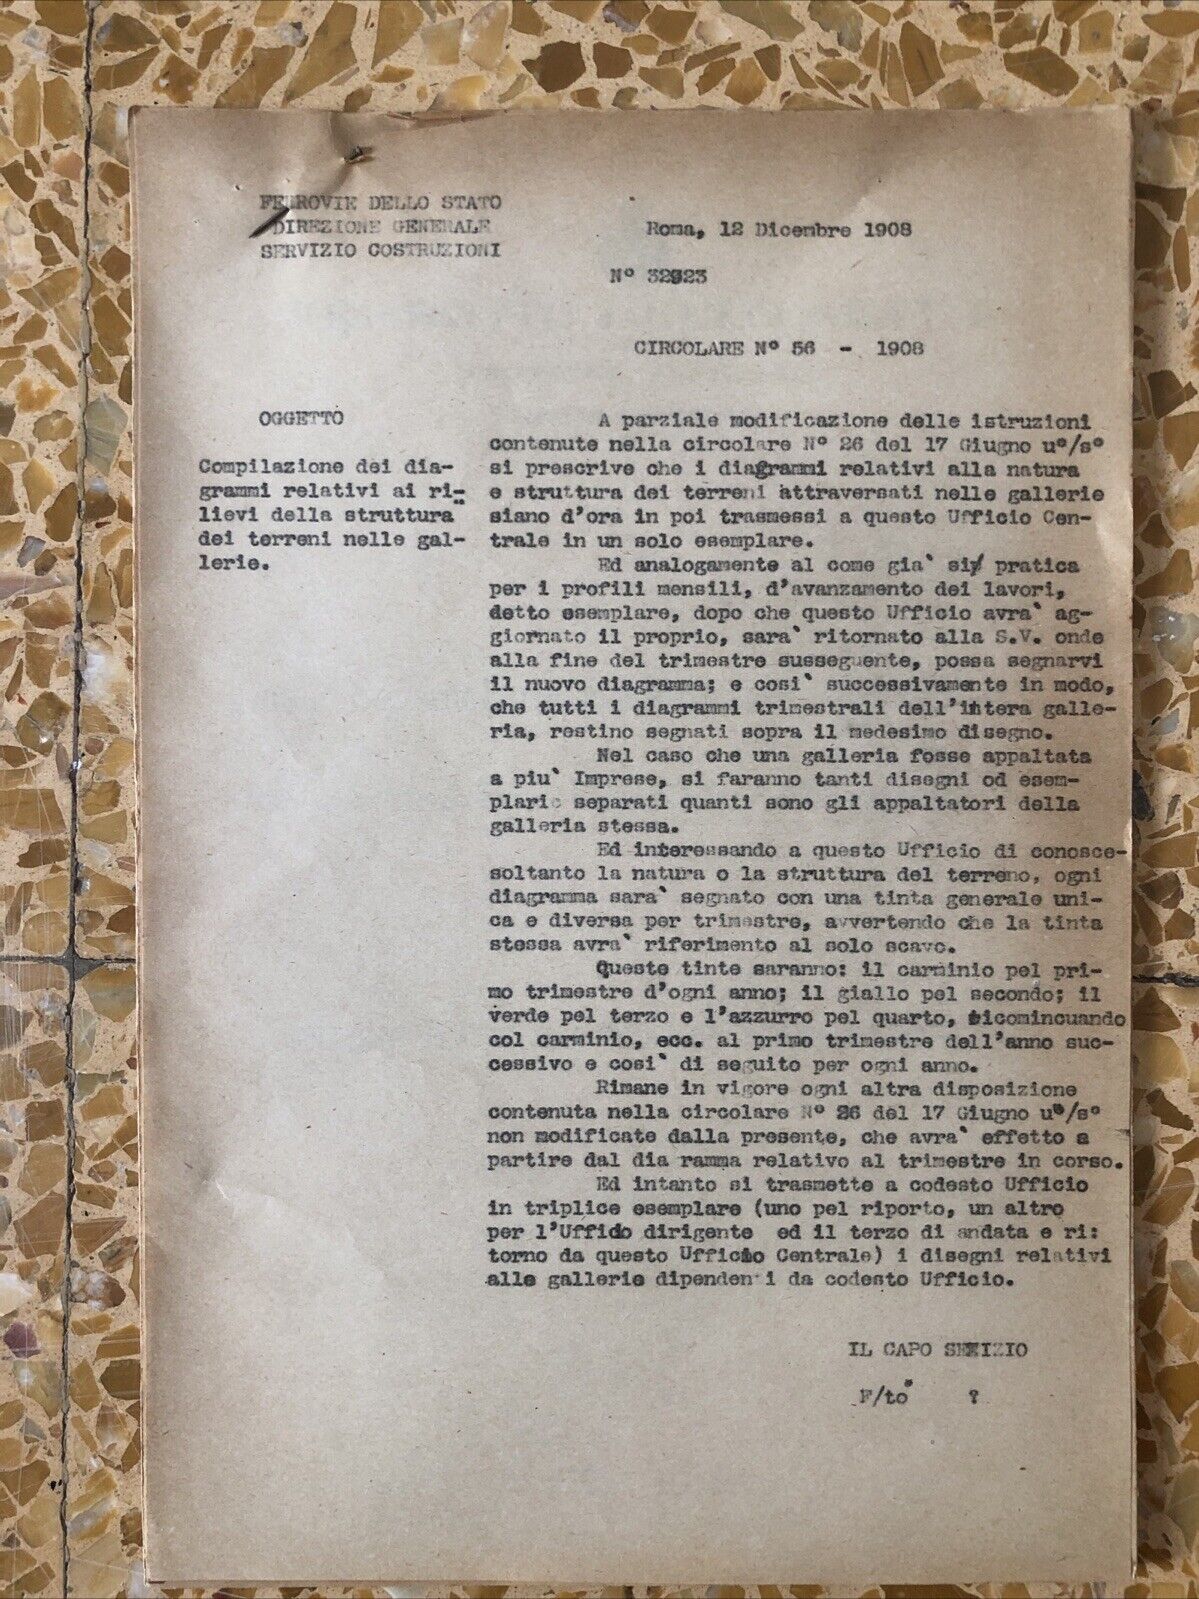 FERROVIE DELLO STATO
DIREZIONE GENERALE
SERVIZIO COSTRUZIONI
Roma, 12 Dicembre 1908
N° 32923
CIRCOLARE N° 56 - 1908
OGGETTO
Compilazione dei dia-
grammi relativi ai ri-
lievi della struttura
dei terreni nelle gal-
lerie.
A parziale modificazione delle istruzioni
contenute nella circolare N° 26 del 17 Giugno u°/s°
si prescrive che i diagrammi relativi alla natura
e struttura dei terreni attraversati nelle gallerie
siano d'ora in poi trasmessi a questo Ufficio Cen-
trale in un solo esemplare.
Ed analogamente al come gia` si pratica
per i profili mensili, d'avanzamento dei lavori,
detto esemplare, dopo che questo Ufficio avra` ag-
giornato il proprio, sara` ritornato alla S.V. onde
alla fine del trimestre susseguente, possa segnarvi
il nuovo diagramma; e cosi` successivamente in modo,
che tutti i diagrammi trimestrali dell'intera galle-
ria, restino segnati sopra il medesimo disegno.
Nel caso che una galleria fosse appaltata
a piu` Imprese, si faranno tanti disegni od esem-
plari separati quanti sono gli appaltatori della
galleria stessa.
Ed interessando a questo Ufficio di conosce-
soltanto la natura o la struttura del terreno, ogni
diagramma sara` segnato con una tinta generale uni-
ca e diversa per trimestre, avvertendo che la tinta
stessa avra` riferimento al solo scavo.
Queste tinte saranno: il carminio pel pri-
mo trimestre d'ogni anno; il giallo pel secondo; il
verde pel terzo e l'azzurro pel quarto, ricomincuando
col carminio, ecc. al primo trimestre dell'anno suc-
cessivo e cosi` di seguito per ogni anno.
Rimane in vigore ogni altra disposizione
contenuta nella circolare N° 26 del 17 Giugno u°/s°
non modificate dalla presente, che avra` effetto a
partire dal dia ramma relativo al trimestre in corso.
Ed intanto si trasmette a codesto Ufficio
in triplice esemplare (uno pel riporto, un altro
per l'Uffido dirigente ed il terzo di andata e ri:
torno da questo Ufficio Centrale) i disegni relativi
alle gallerie dipendenti da codesto Ufficio.
IL CAPO
F/to ?